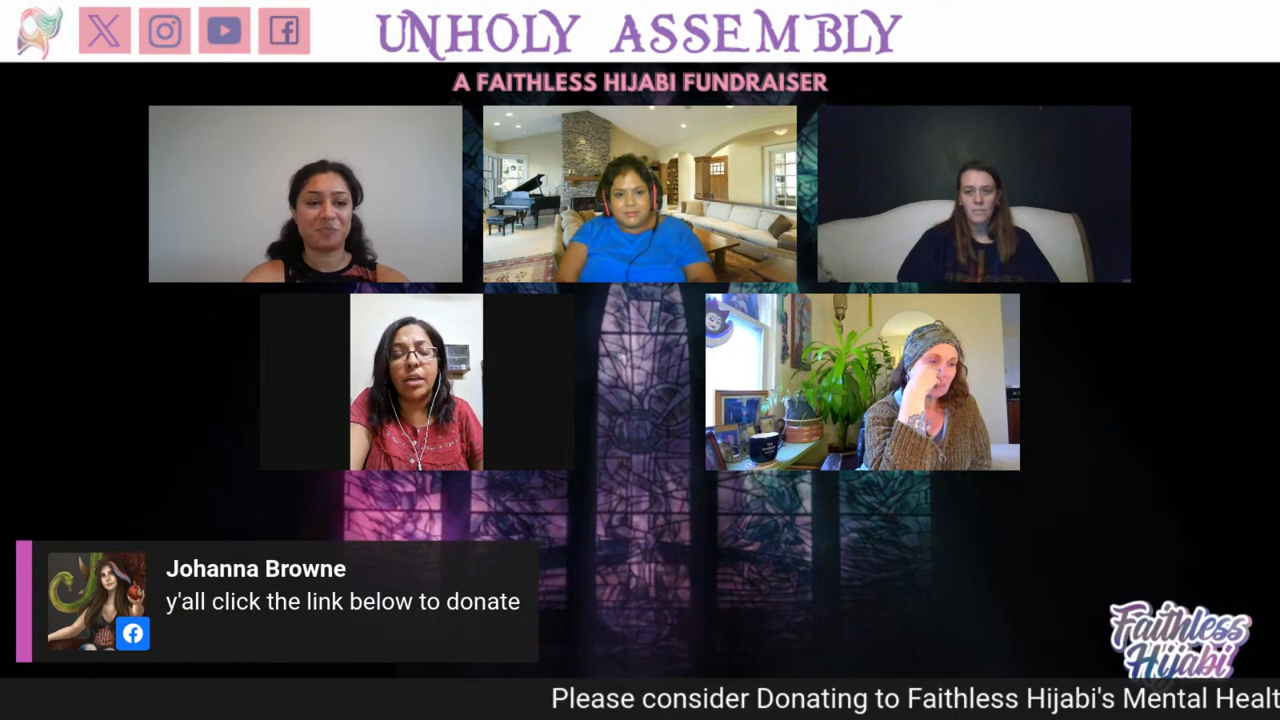 UNHOLY ASSEMBLY
A FAITHLESS HIJABI FUNDRAISER
Johanna Browne
y'all click the link below to donate
Faithless
Hijabi
Please consider Donating to Faithless Hijabi's Mental Healt